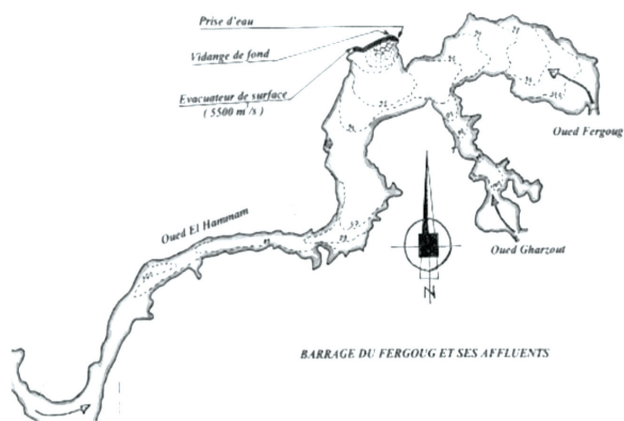 Prise d'eau
Vidange de fond
Evacuateur de surface
( 5500 m³/s )
Oued Fergoug
Oued Gharzout
Oued El Hammam
N
BARRAGE DU FERGOUG ET SES AFFLUENTS